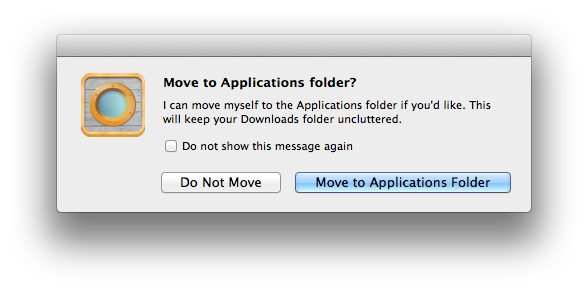 Move to Applications folder?
I can move myself to the Applications folder if you'd like. This
will keep your Downloads folder uncluttered.
Do not show this message again
Do Not Move
Move to Applications Folder